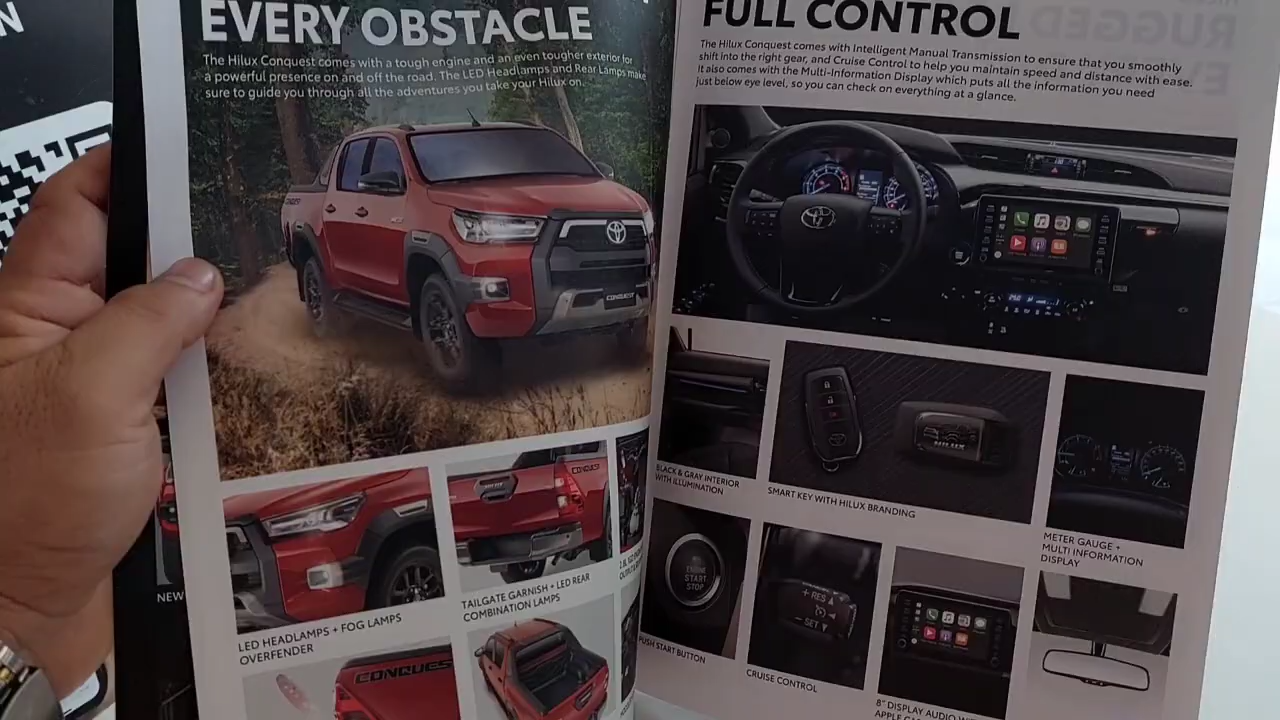 EVERY OBSTACLE
The Hilux Conquest comes with a tough engine and an even tougher exterior for
a powerful presence on and off the road. The LED Headlamps and Rear Lamps make
sure to guide you through all the adventures you take your Hilux on.
CONQUEST
LED HEADLAMPS + FOG LAMPS
OVERFENDER
CONQUEST
HILUX
TAILGATE GARNISH + LED REAR
COMBINATION LAMPS
CONQUEST
NEW
FULL CONTROL
The Hilux Conquest comes with Intelligent Manual Transmission to ensure that you smoothly
shift into the right gear, and Cruise Control to help you maintain speed and distance with ease.
It also comes with the Multi-Information Display which puts all the information you need
just below eye level, so you can check on everything at a glance.
BLACK & GRAY INTERIOR
WITH ILLUMINATION
HILUX
SMART KEY WITH HILUX BRANDING
METER GAUGE +
MULTI INFORMATION
DISPLAY
ENGINE
START
STOP
PUSH START BUTTON
+ RES
- SET
CRUISE CONTROL
8" DISPLAY AUDIO
RUGGED